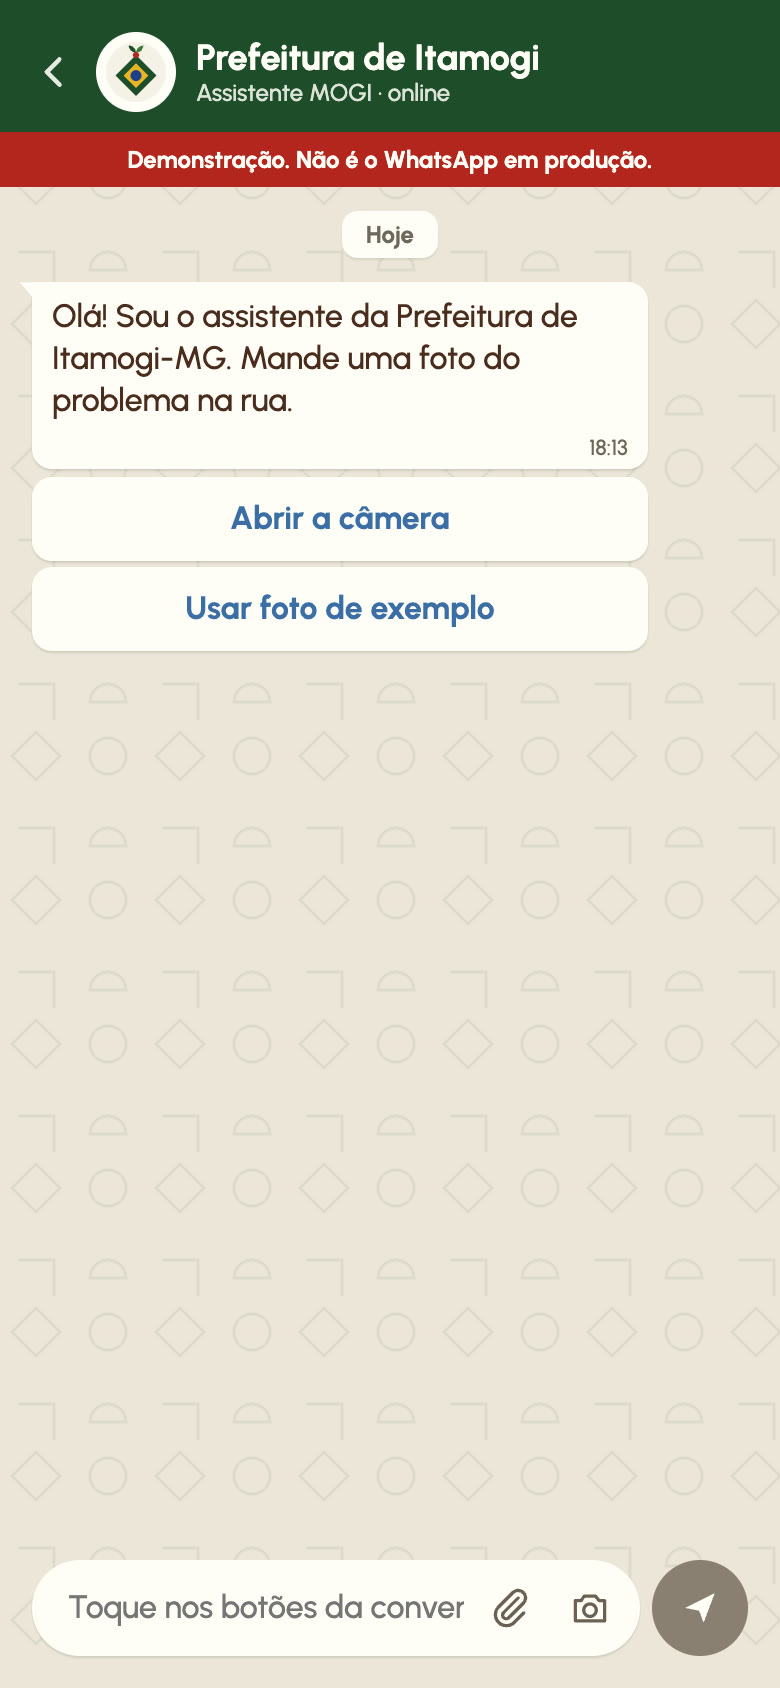 Prefeitura de Itamogi
Assistente MOGI · online
Demonstração. Não é o WhatsApp em produção.
Hoje
Olá! Sou o assistente da Prefeitura de
Itamogi-MG. Mande uma foto do
problema na rua.
18:13
Abrir a câmera
Usar foto de exemplo
Toque nos botões da conver